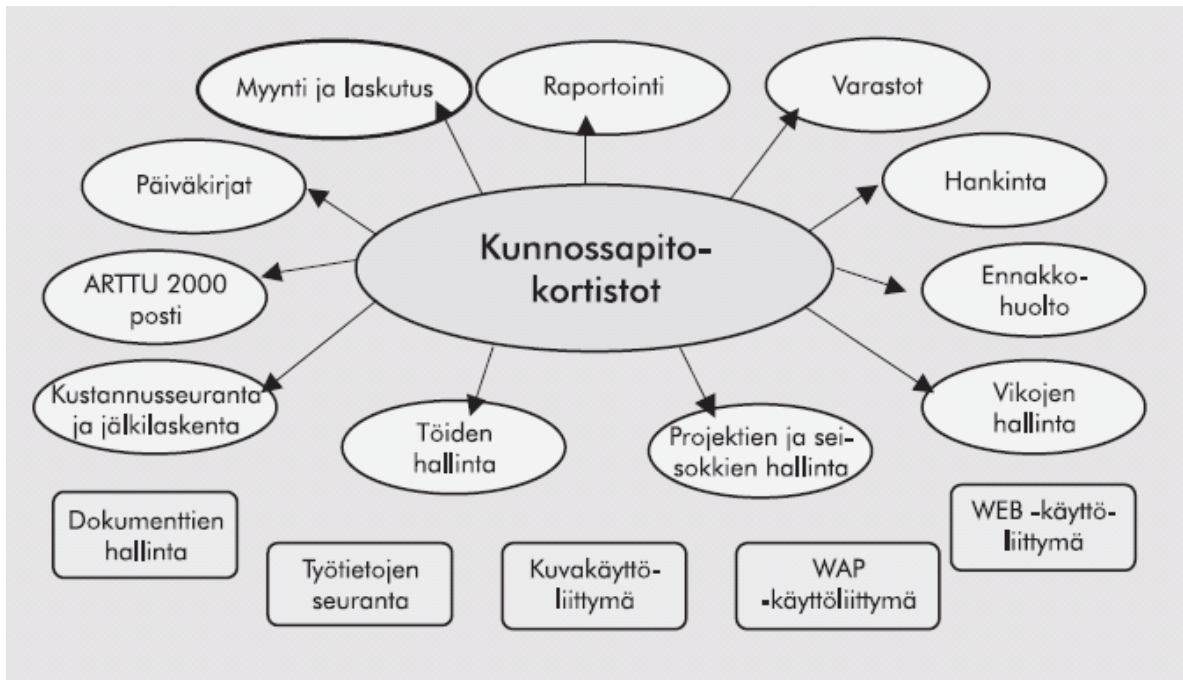 Myynti ja laskutus
Raportointi
Varastot
Päiväkirjat
Hankinta
Kunnossapito-
kortistot
ARTTU 2000
posti
Ennakko-
huolto
Kustannusseuranta
ja jälkilaskenta
Töiden
hallinta
Projektien ja sei-
sokkien hallinta
Vikojen
hallinta
Dokumenttien
hallinta
Työtietojen
seuranta
Kuvakäyttö-
liittymä
WAP
-käyttöliittymä
WEB -käyttö-
liittymä